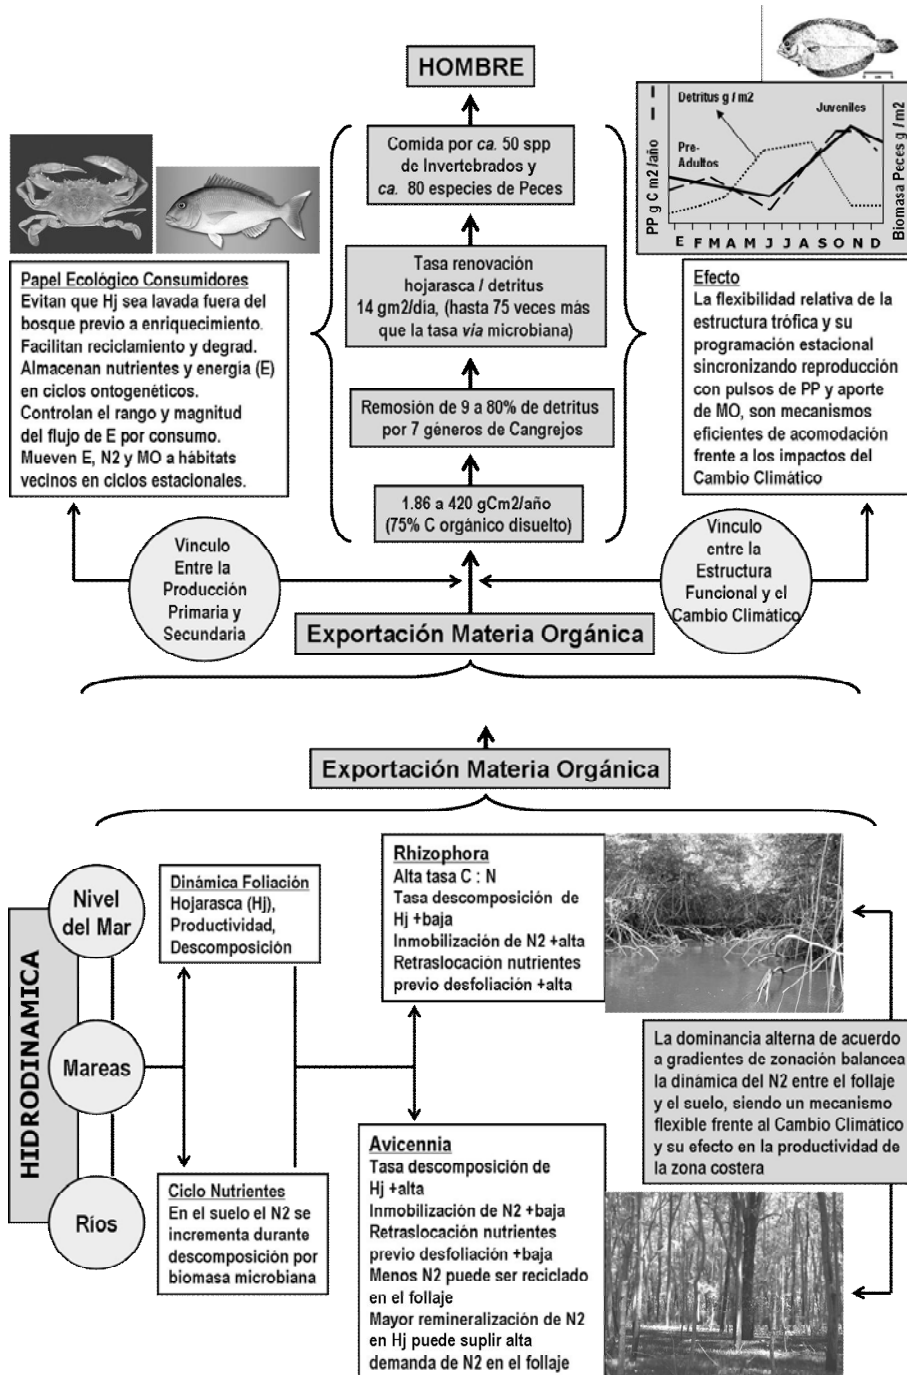 HOMBRE
Comida por ca. 50 spp
de Invertebrados y
ca. 80 especies de Peces
Tasa renovación
hojarasca / detritus
14 gm2/día, (hasta 75 veces más
que la tasa vía microbiana)
Remosión de 9 a 80% de detritus
por 7 géneros de Cangrejos
1.86 a 420 gCm2/año
(75% C orgánico disuelto)
Papel Ecológico Consumidores
Evitan que Hj sea lavada fuera del
bosque previo a enriquecimiento.
Facilitan reciclamiento y degrad.
Almacenan nutrientes y energía (E)
en ciclos ontogenéticos.
Controlan el rango y magnitud
del flujo de E por consumo.
Mueven E, N2 y MO a hábitats
vecinos en ciclos estacionales.
PP g C m2/año
Detritus g / m2
Juveniles
Pre-
Adultos
Biomasa Peces g / m2
E F M A M J J A S O N D
Efecto
La flexibilidad relativa de la
estructura trófica y su
programación estacional
sincronizando reproducción
con pulsos de PP y aporte
de MO, son mecanismos
eficientes de acomodación
frente a los impactos del
Cambio Climático
Vínculo
Entre la
Producción
Primaria y
Secundaria
Vínculo
entre la
Estructura
Funcional y el
Cambio Climático
Exportación Materia Orgánica
Exportación Materia Orgánica
HIDRODINAMICA
Nivel
del Mar
Mareas
Ríos
Dinámica Foliación
Hojarasca (Hj),
Productividad,
Descomposición
Ciclo Nutrientes
En el suelo el N2 se
incrementa durante
descomposición por
biomasa microbiana
Rhizophora
Alta tasa C : N
Tasa descomposición de
Hj +baja
Inmobilización de N2 +alta
Retraslocación nutrientes
previo desfoliación +alta
Avicennia
Tasa descomposición de
Hj +alta
Inmobilización de N2 +baja
Retraslocación nutrientes
previo desfoliación +baja
Menos N2 puede ser reciclado
en el follaje
Mayor remineralización de N2
en Hj puede suplir alta
demanda de N2 en el follaje
La dominancia alterna de acuerdo
a gradientes de zonación balancea
la dinámica del N2 entre el follaje
y el suelo, siendo un mecanismo
flexible frente al Cambio Climático
y su efecto en la productividad de
la zona costera